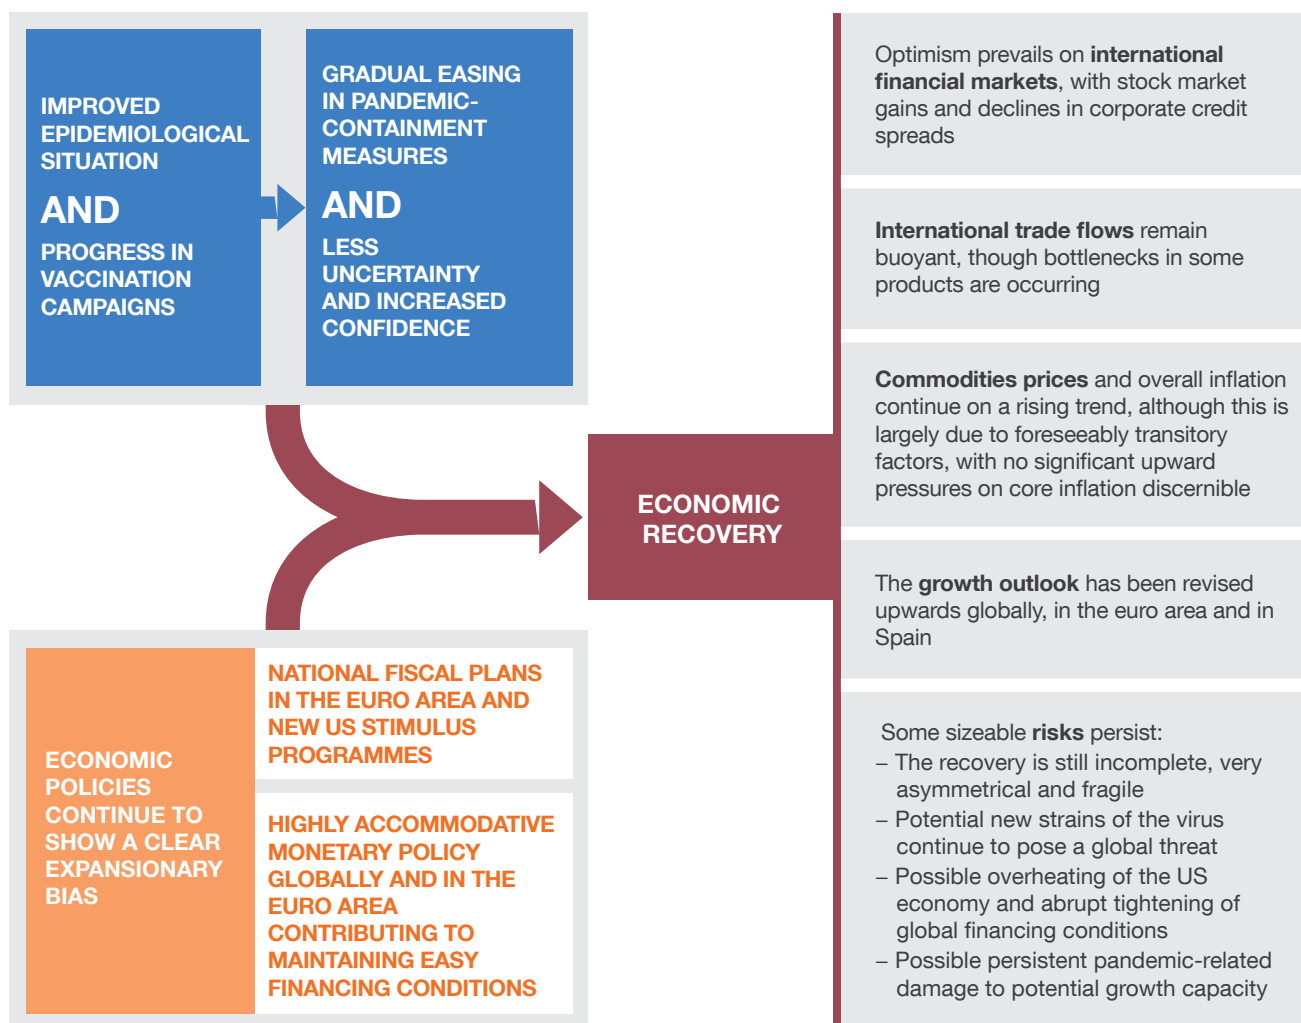 IMPROVED
EPIDEMIOLOGICAL
SITUATION
AND
PROGRESS IN
VACCINATION
CAMPAIGNS
GRADUAL EASING
IN PANDEMIC-
CONTAINMENT
MEASURES
AND
LESS
UNCERTAINTY
AND INCREASED
CONFIDENCE
ECONOMIC
POLICIES
CONTINUE TO
SHOW A CLEAR
EXPANSIONARY
BIAS
NATIONAL FISCAL PLANS
IN THE EURO AREA AND
NEW US STIMULUS
PROGRAMMES
HIGHLY ACCOMMODATIVE
MONETARY POLICY
GLOBALLY AND IN THE
EURO AREA
CONTRIBUTING TO
MAINTAINING EASY
FINANCING CONDITIONS
ECONOMIC
RECOVERY
Optimism prevails on international
financial markets, with stock market
gains and declines in corporate credit
spreads
International trade flows remain
buoyant, though bottlenecks in some
products are occurring
Commodities prices and overall inflation
continue on a rising trend, although this is
largely due to foreseeably transitory
factors, with no significant upward
pressures on core inflation discernible
The growth outlook has been revised
upwards globally, in the euro area and in
Spain
Some sizeable risks persist:
– The recovery is still incomplete, very
asymmetrical and fragile
– Potential new strains of the virus
continue to pose a global threat
– Possible overheating of the US
economy and abrupt tightening of
global financing conditions
– Possible persistent pandemic-related
damage to potential growth capacity